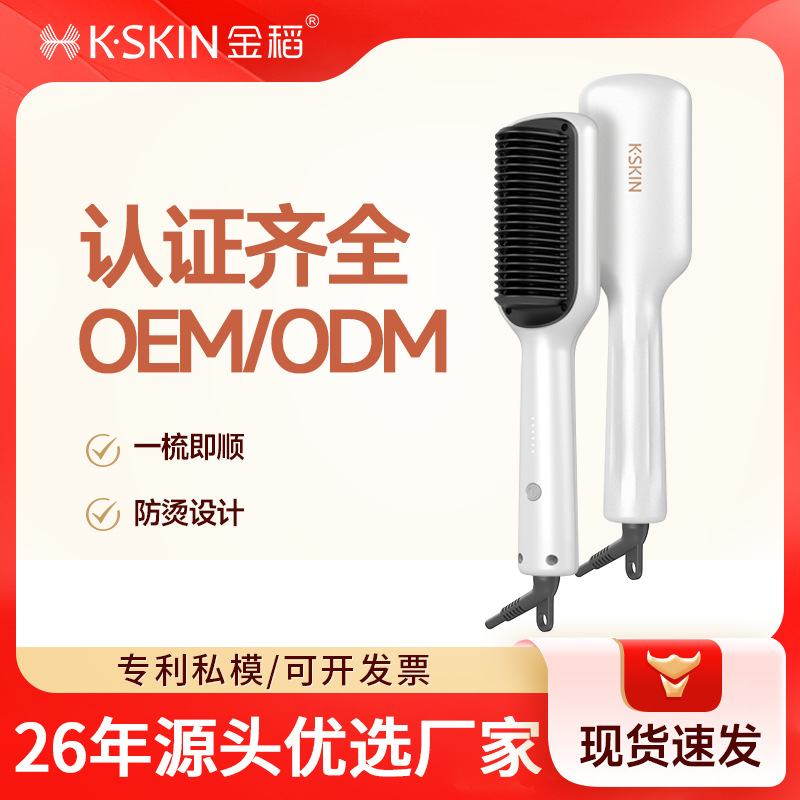 K·SKIN金稻®
K·SKIN
认证齐全
OEM/ODM
一梳即顺
防烫设计
专利私模/可开发票
26年源头优选厂家
现货速发